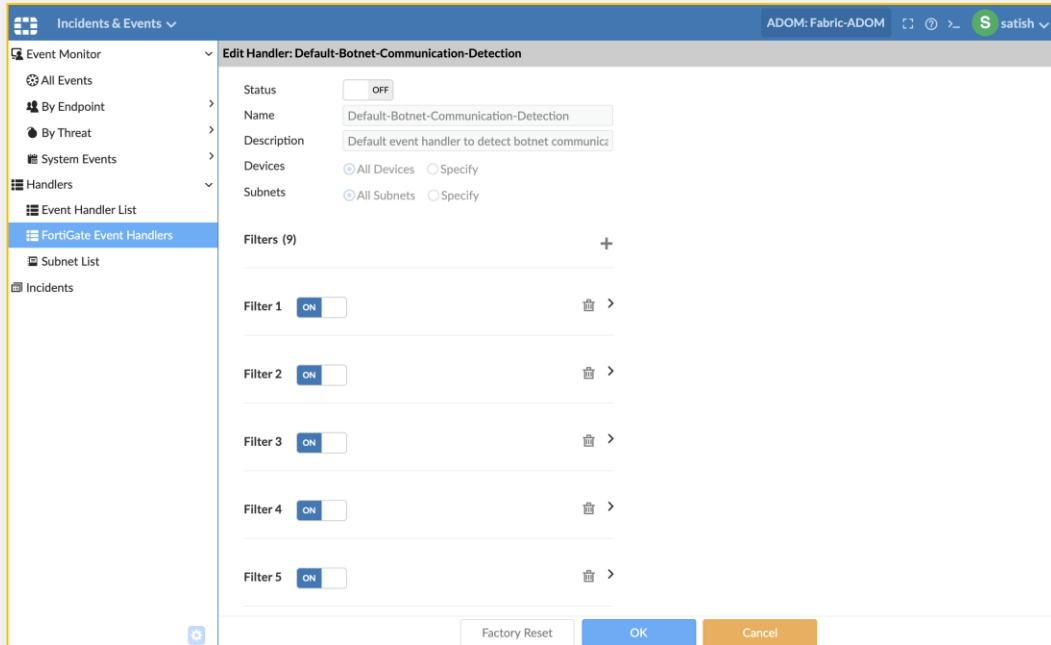 Incidents & Events
ADOM: Fabric-ADOM
S satish
Event Monitor
All Events
By Endpoint
By Threat
System Events
Handlers
Event Handler List
FortiGate Event Handlers
Subnet List
Incidents
Edit Handler: Default-Botnet-Communication-Detection
Status OFF
Name Default-Botnet-Communication-Detection
Description Default event handler to detect botnet communica
Devices All Devices Specify
Subnets All Subnets Specify
Filters (9) +
Filter 1 ON
Filter 2 ON
Filter 3 ON
Filter 4 ON
Filter 5 ON
Factory Reset OK Cancel